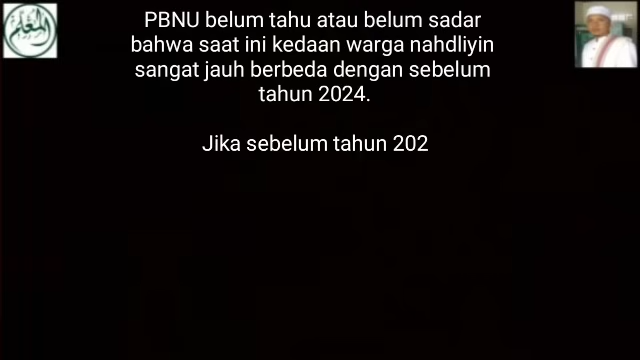 PBNU belum tahu atau belum sadar
bahwa saat ini kedaan warga nahdliyin
sangat jauh berbeda dengan sebelum
tahun 2024.
Jika sebelum tahun 202